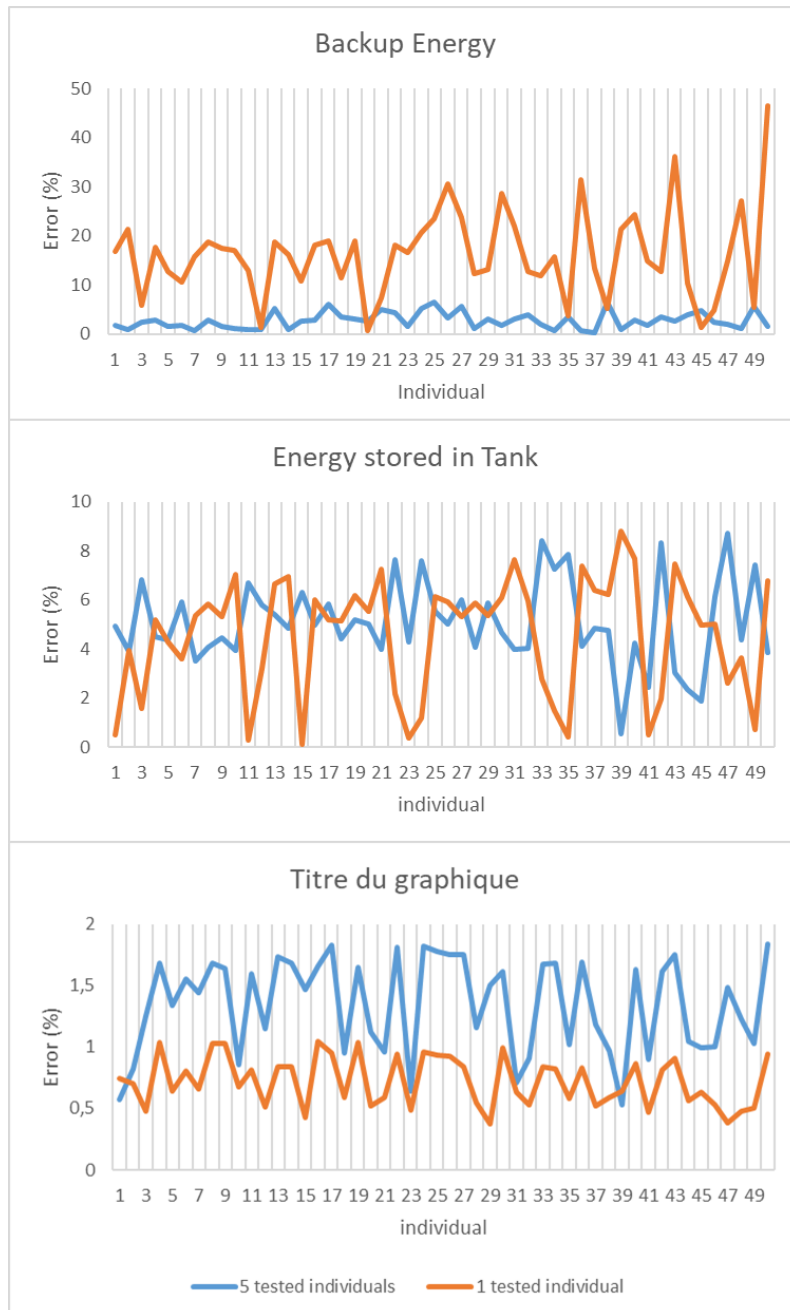 Backup Energy
50
40
30
20
10
0
Error (%)
1 3 5 7 9 11 13 15 17 19 21 23 25 27 29 31 33 35 37 39 41 43 45 47 49
Individual
Energy stored in Tank
10
8
6
4
2
0
Error (%)
1 3 5 7 9 11 13 15 17 19 21 23 25 27 29 31 33 35 37 39 41 43 45 47 49
individual
Titre du graphique
2
1,5
1
0,5
0
Error (%)
1 3 5 7 9 11 13 15 17 19 21 23 25 27 29 31 33 35 37 39 41 43 45 47 49
individual
5 tested individuals 1 tested individual